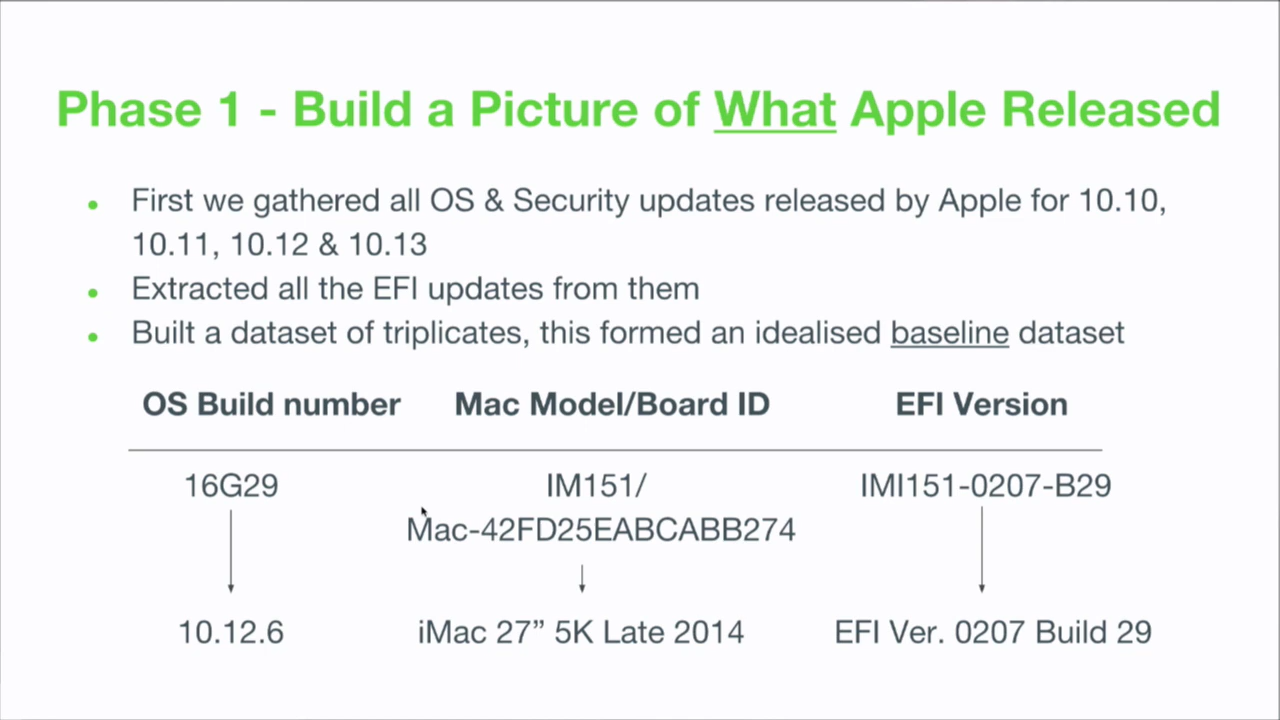 Phase 1 - Build a Picture of What Apple Released
• First we gathered all OS & Security updates released by Apple for 10.10,
10.11, 10.12 & 10.13
• Extracted all the EFI updates from them
• Built a dataset of triplicates, this formed an idealised baseline dataset
OS Build number Mac Model/Board ID EFI Version
16G29 IM151/ IMI151-0207-B29
Mac-42FD25EABCABB274
10.12.6 iMac 27” 5K Late 2014 EFI Ver. 0207 Build 29